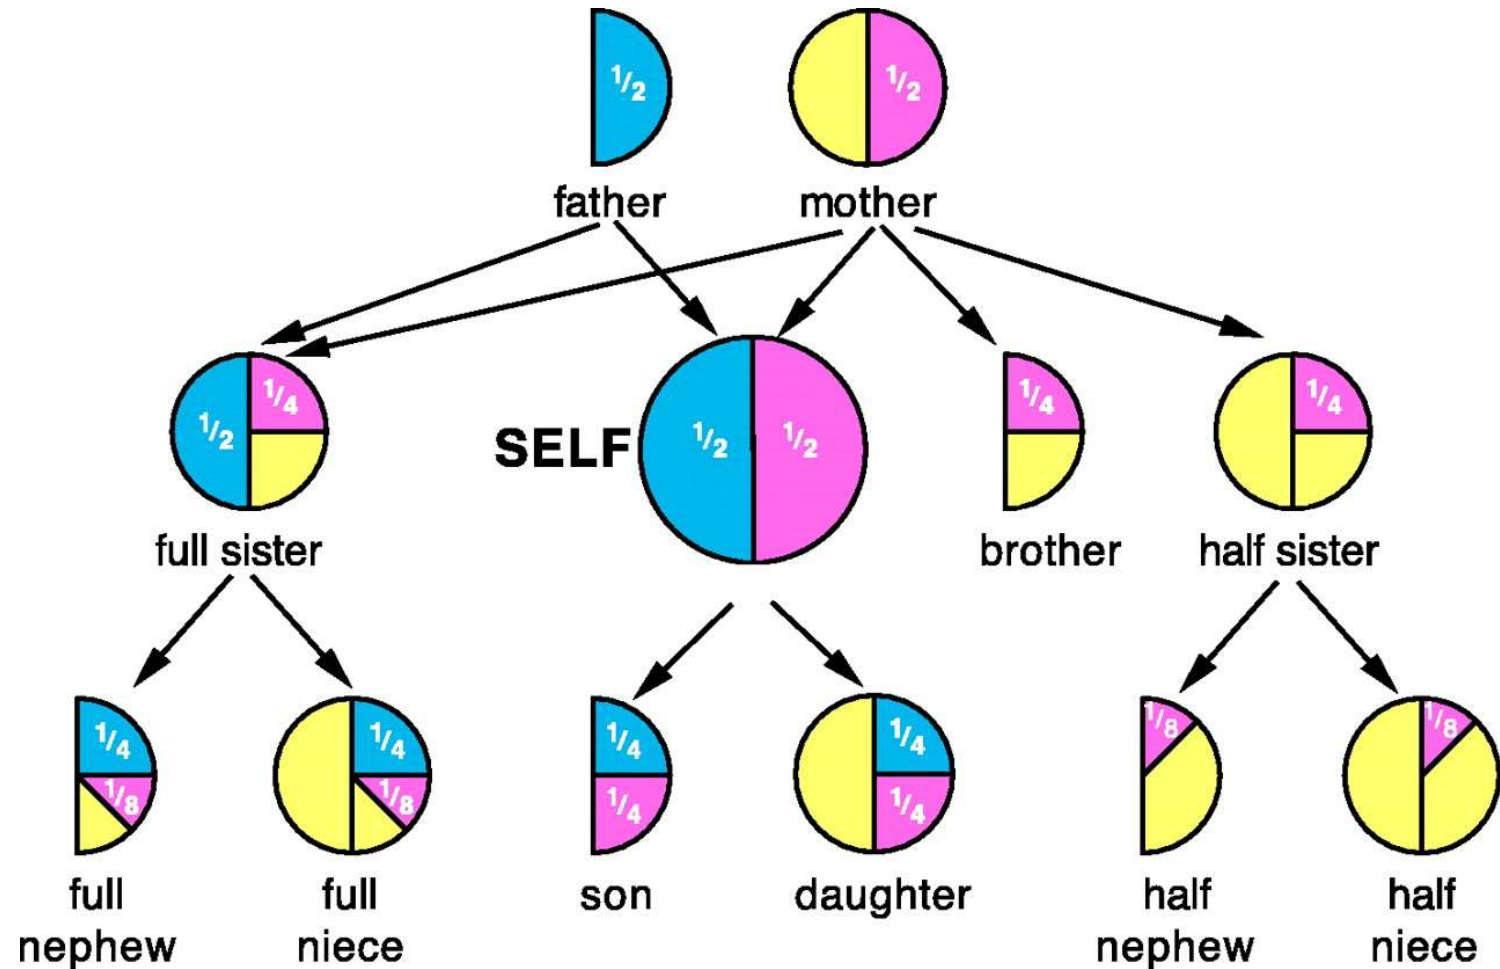 1/2
1/2
father
mother
1/4
1/2
SELF
1/2
1/2
1/4
1/4
full sister
brother
half sister
1/4
1/8
1/4
1/8
1/4
1/4
1/4
1/4
1/8
1/8
full
nephew
full
niece
son
daughter
half
nephew
half
niece